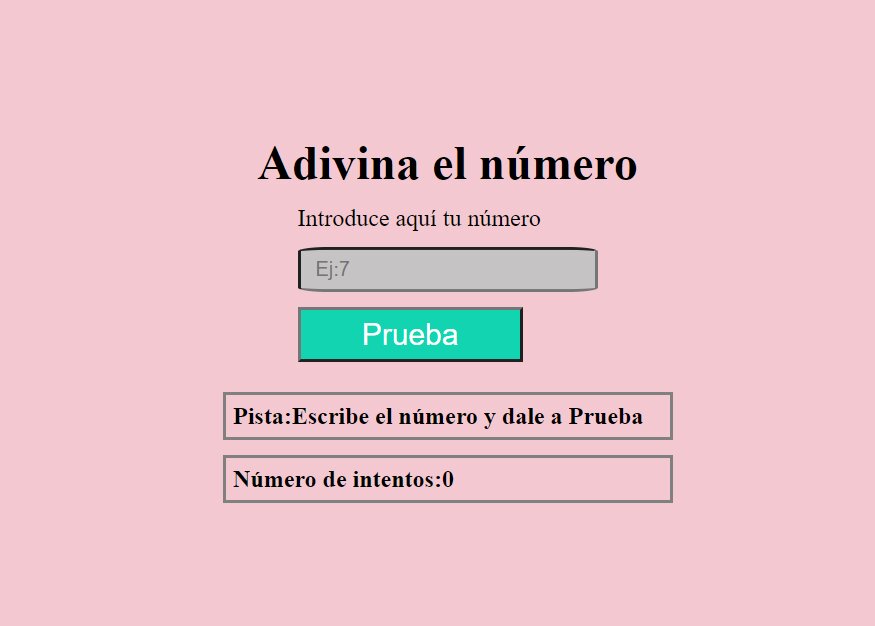 Adivina el número
Introduce aquí tu número
Ej:7
Prueba
Pista:Escribe el número y dale a Prueba
Número de intentos:0